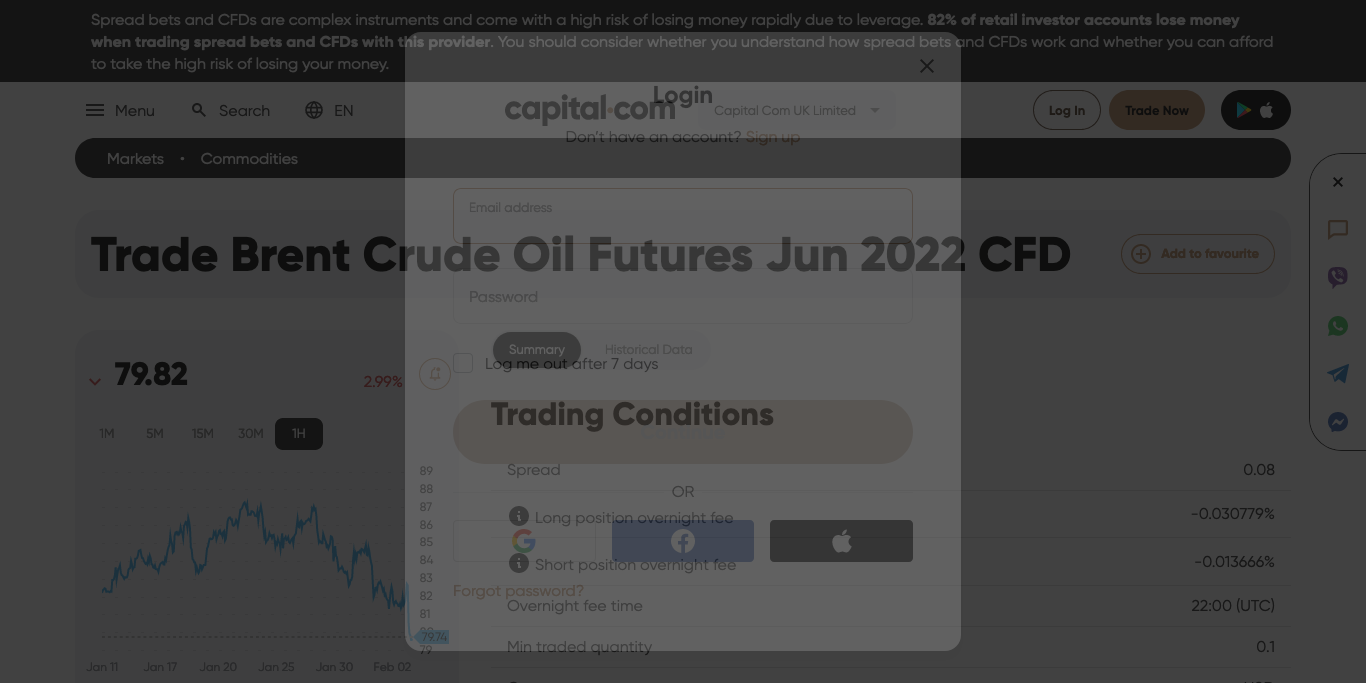 Spread bets and CFDs are complex instruments and come with a high risk of losing money rapidly due to leverage. 82% of retail investor accounts lose money
when trading spread bets and CFDs with this provider. You should consider whether you understand how spread bets and CFDs work and whether you can afford
to take the high risk of losing your money.
Menu
Search
EN
capital.com
Capital Com UK Limited
Log In
Trade Now
Login
Don't have an account? Sign up
Markets • Commodities
Email address
Trade Brent Crude Oil Futures Jun 2022 CFD
Add to favourite
Password
Summary
Historical Data
Log me out after 7 days
79.82
2.99%
Trading Conditions
1M
5M
15M
30M
1H
Continue
Spread
0.08
OR
Long position overnight fee
-0.030779%
Short position overnight fee
-0.013666%
Forgot password?
Overnight fee time
22:00 (UTC)
Min traded quantity
0.1
89
88
87
86
85
84
83
82
81
79.74
79
Jan 11
Jan 17
Jan 20
Jan 25
Jan 30
Feb 02